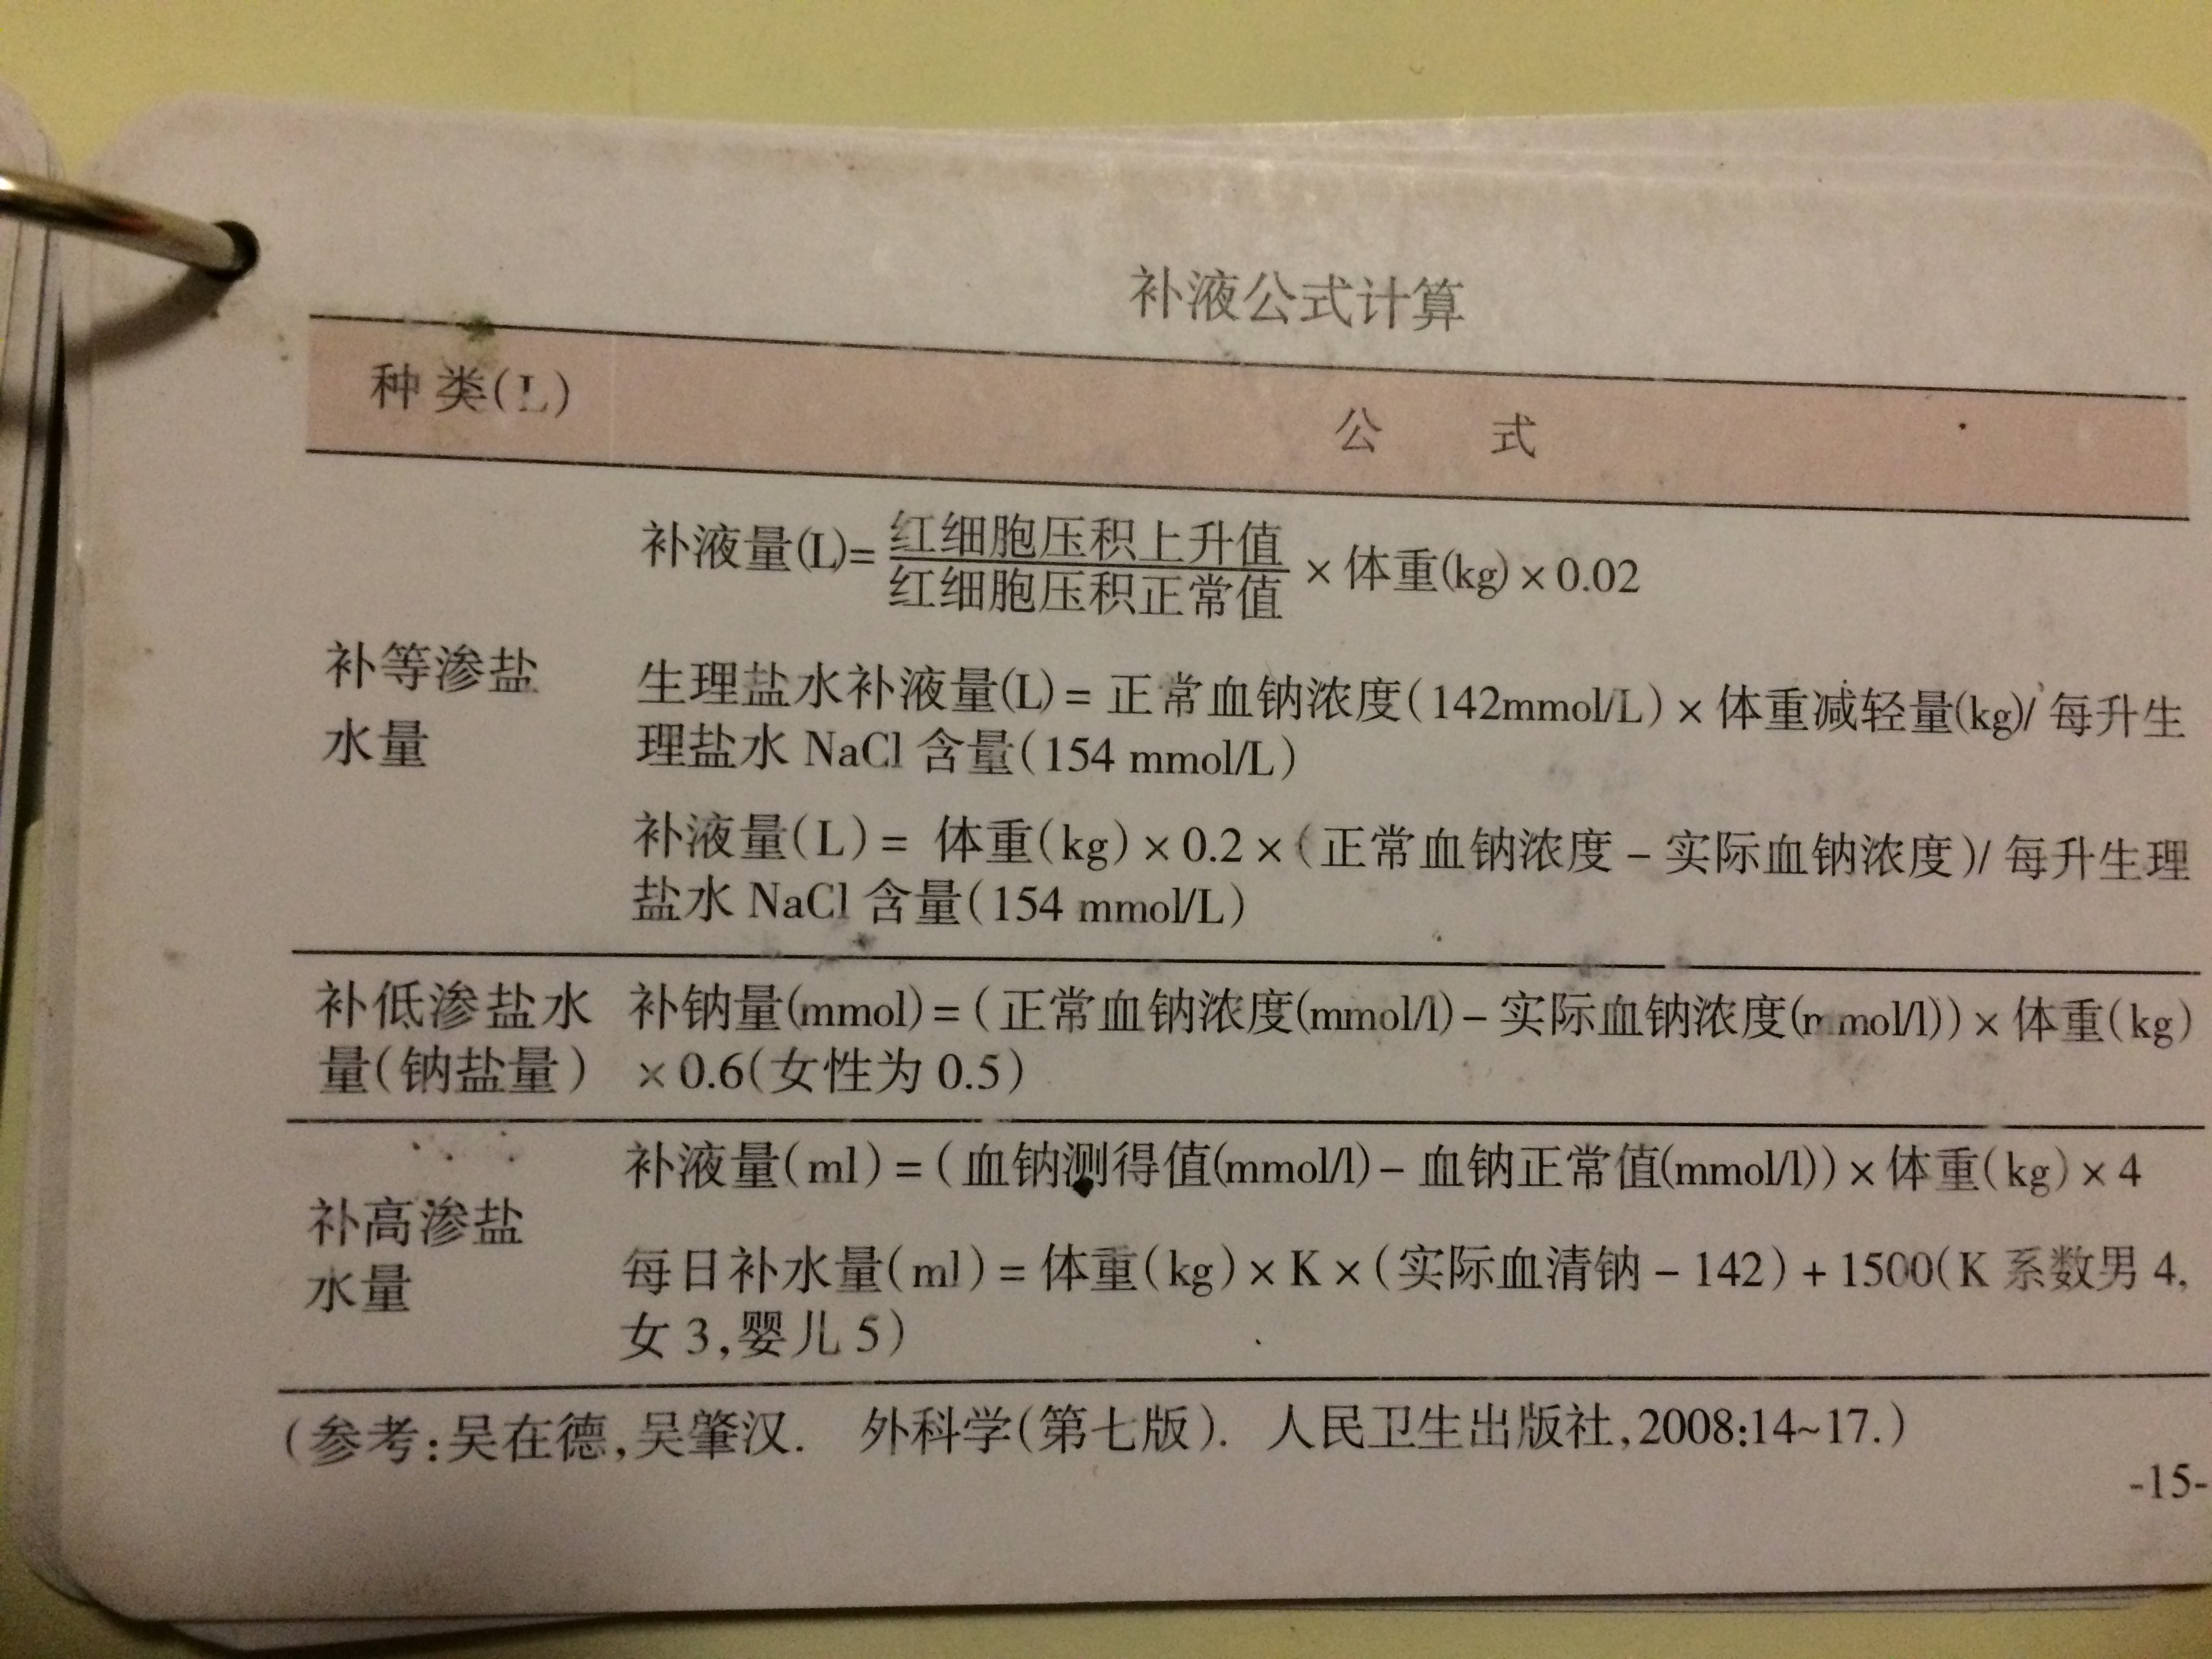 补液公式计算
种类(L) 公 式
补液量(L)=红细胞压积上升值/红细胞压积正常值×体重(kg)×0.02
补等渗盐 生理盐水补液量(L)=正常血钠浓度(142mmol/L)×体重减轻量(kg)/每升生
水量 理盐水 NaCl 含量(154 mmol/L)
补液量(L)= 体重(kg)×0.2×(正常血钠浓度-实际血钠浓度)/每升生理
盐水 NaCl 含量(154 mmol/L)
补低渗盐水 补钠量(mmol)=(正常血钠浓度(mmol/l)-实际血钠浓度(mmol/l))×体重(kg)
量(钠盐量) ×0.6(女性为 0.5)
补液量(ml)=(血钠测得值(mmol/l)-血钠正常值(mmol/l))×体重(kg)×4
补高渗盐
水量 每日补水量(ml)=体重(kg)×K×(实际血清钠-142)+1500(K 系数男 4,
女 3,婴儿 5)
(参考:吴在德,吴肇汉. 外科学(第七版). 人民卫生出版社,2008:14~17.)
-15-